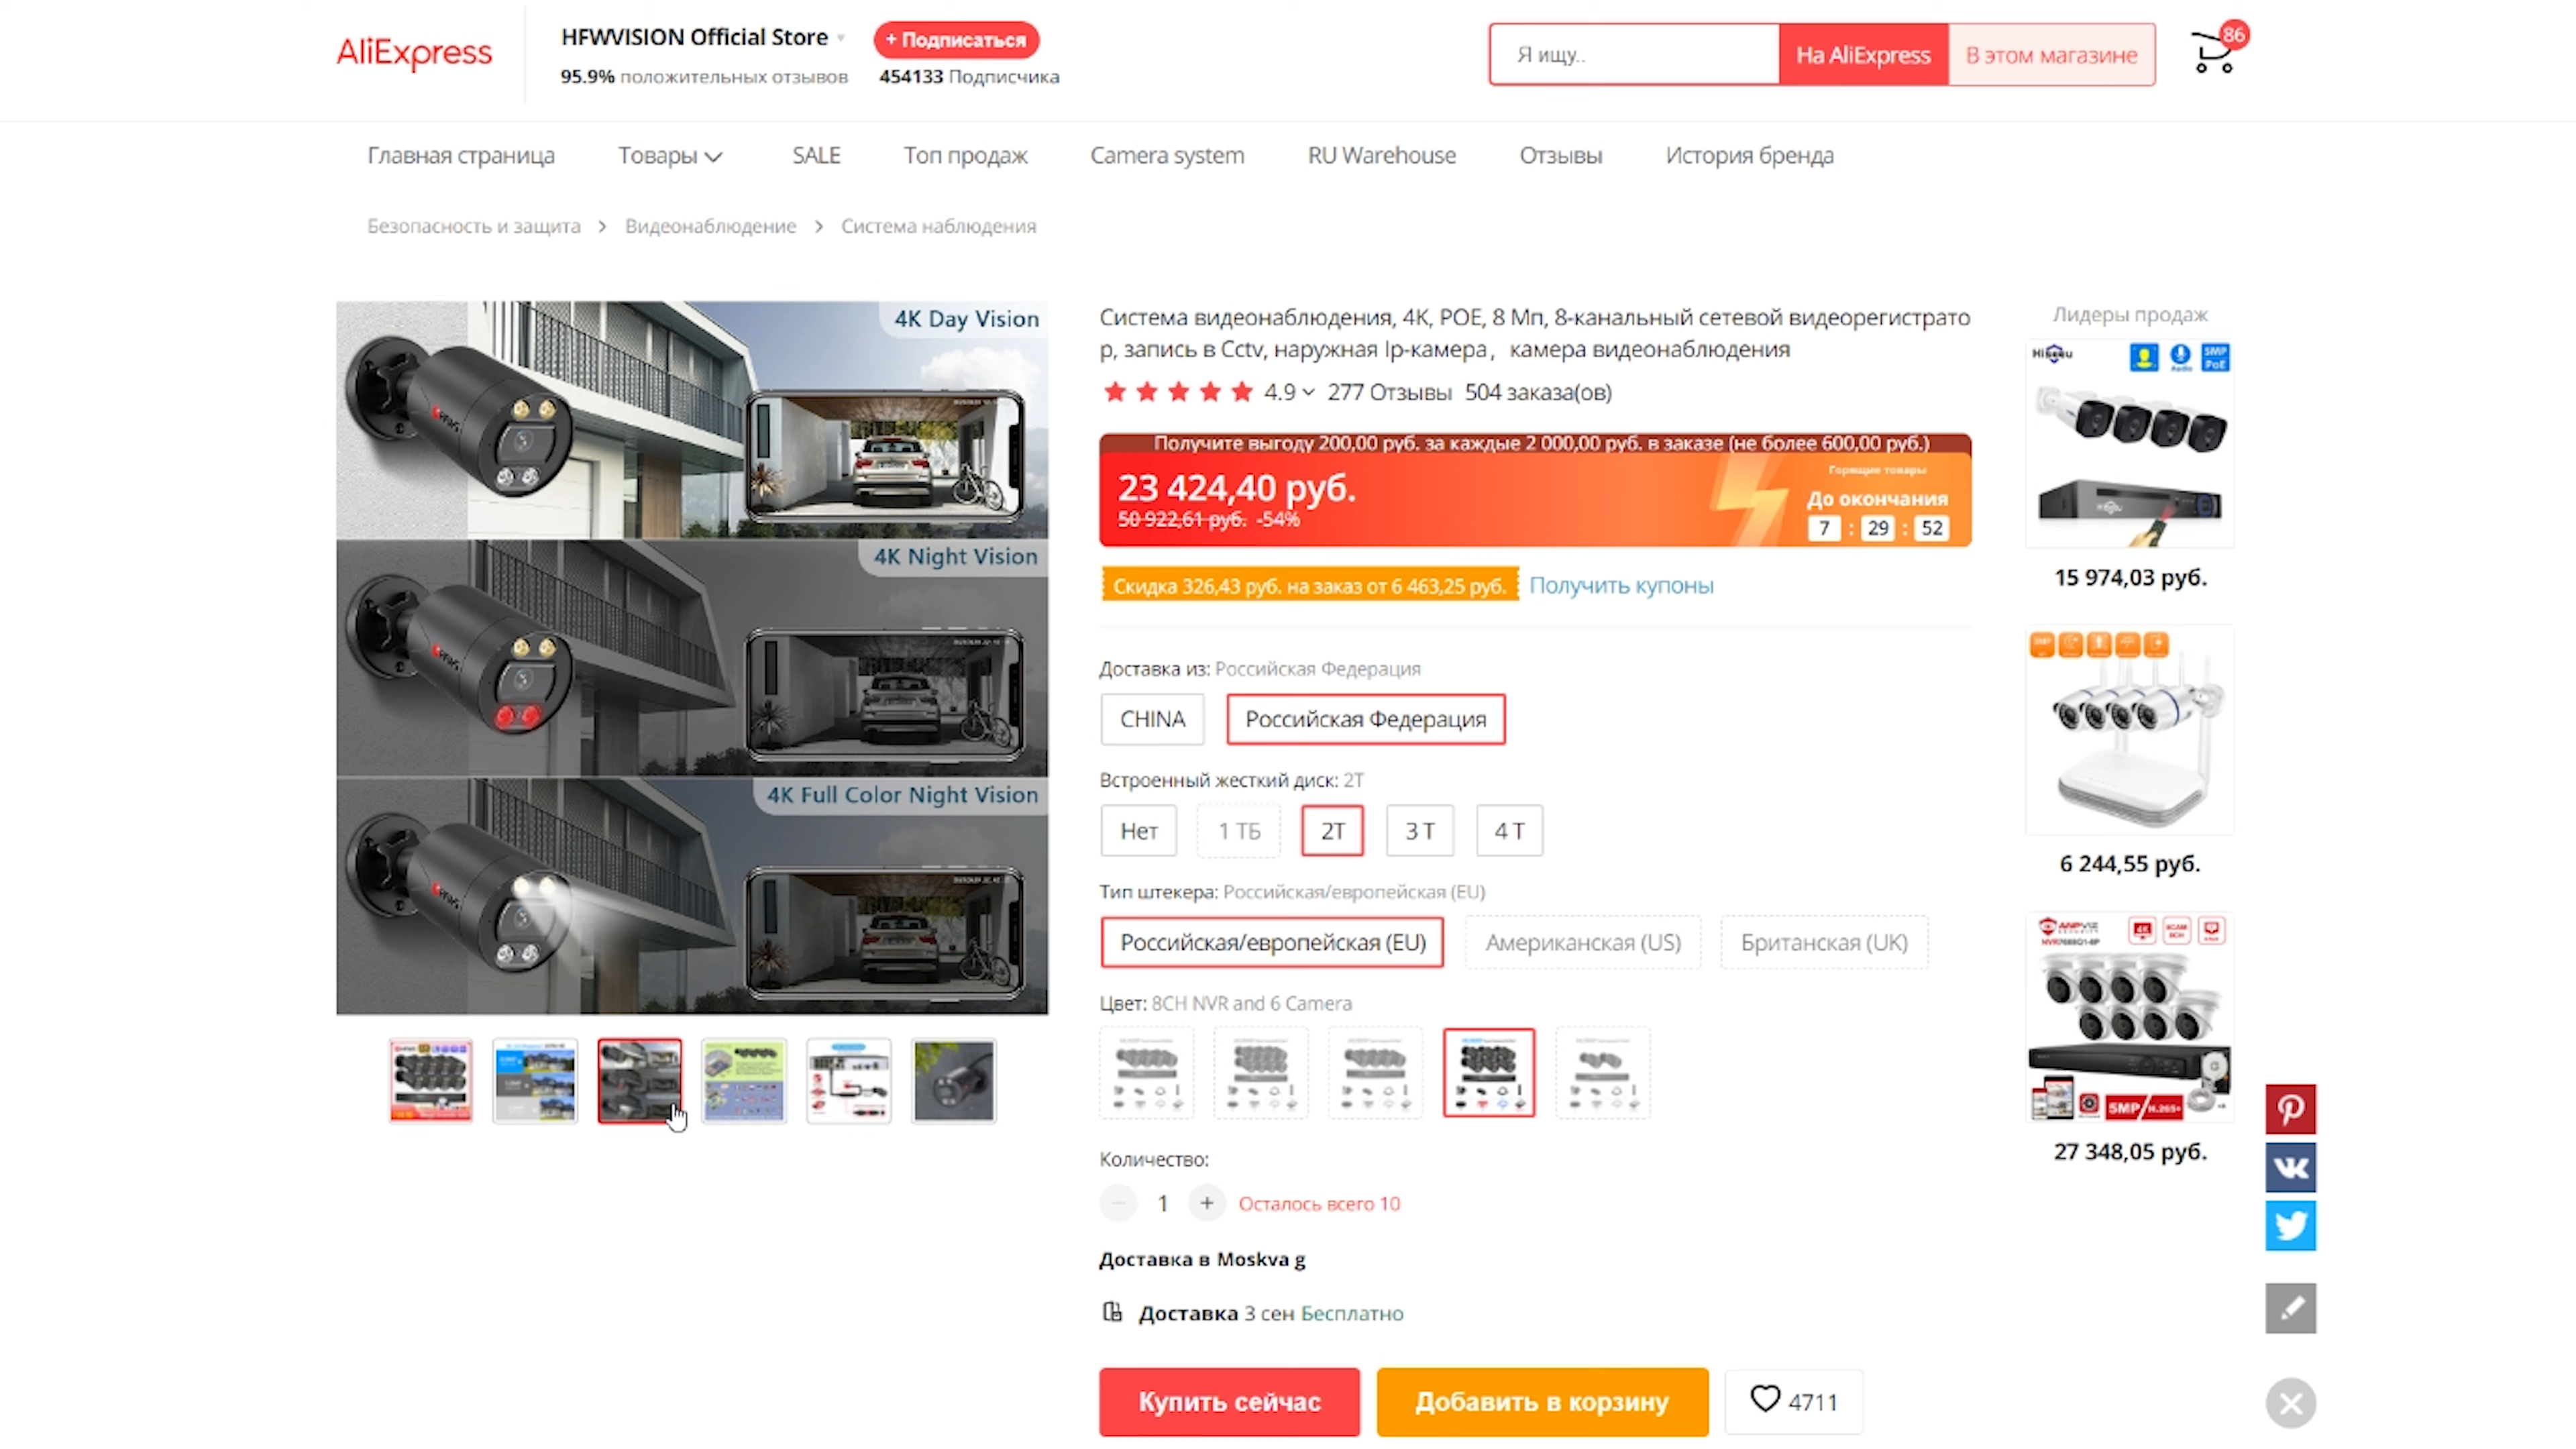 AliExpress
HFWVISION Official Store
+ Подписаться
95.9% положительных отзывов
454133 Подписчика
Я ищу..
На AliExpress
В этом магазине
86
Главная страница
Товары
SALE
Топ продаж
Camera system
RU Warehouse
Отзывы
История бренда
Безопасность и защита > Видеонаблюдение > Система наблюдения
4K Day Vision
4K Night Vision
4K Full Color Night Vision
Система видеонаблюдения, 4K, POE, 8 Мп, 8-канальный сетевой видеорегистрато
р, запись в Cctv, наружная Ip-камера, камера видеонаблюдения
4.9 277 Отзывы 504 заказа(ов)
Получите выгоду 200,00 руб. за каждые 2 000,00 руб. в заказе (не более 600,00 руб.)
23 424,40 руб.
50 922,61 руб. -54%
Горящие товары
До окончания
7 : 29 : 52
Скидка 326,43 руб. на заказ от 6 463,25 руб.
Получить купоны
Доставка из: Российская Федерация
CHINA
Российская Федерация
Встроенный жесткий диск: 2T
Нет
1 ТБ
2T
3 T
4 T
Тип штекера: Российская/европейская (EU)
Российская/европейская (EU)
Американская (US)
Британская (UK)
Цвет: 8CH NVR and 6 Camera
Количество:
− 1 + Осталось всего 10
Доставка в Moskva g
Доставка 3 сен Бесплатно
Купить сейчас
Добавить в корзину
4711
Лидеры продаж
Hiseeu
Audio
5MP
PoE
15 974,03 руб.
6 244,55 руб.
5MP/H.265+
27 348,05 руб.